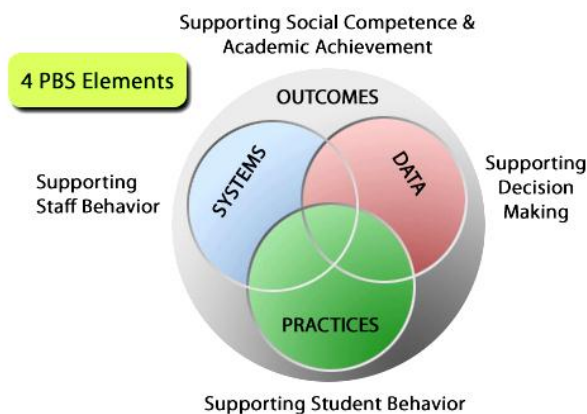 Supporting Social Competence &
Academic Achievement
4 PBS Elements
OUTCOMES
SYSTEMS
DATA
Supporting
Staff Behavior
Supporting
Decision
Making
PRACTICES
Supporting Student Behavior